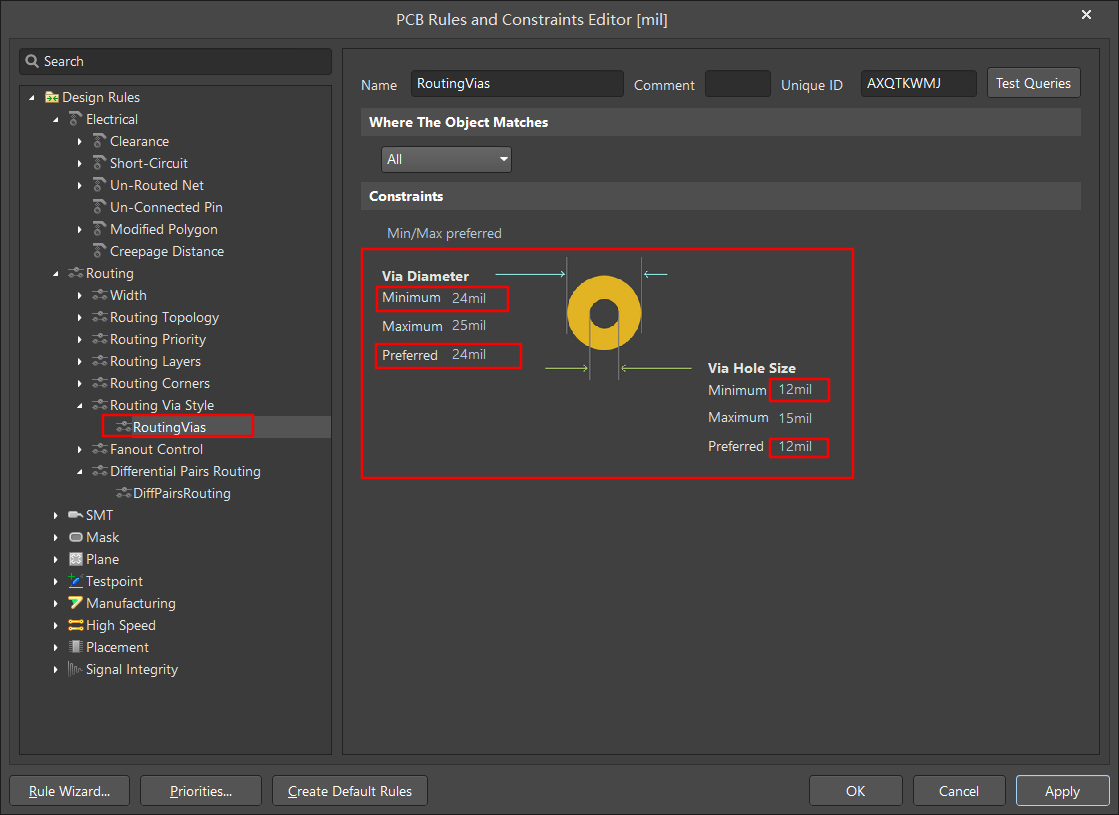 PCB Rules and Constraints Editor [mil]
Search
Design Rules
Electrical
Clearance
Short-Circuit
Un-Routed Net
Un-Connected Pin
Modified Polygon
Creepage Distance
Routing
Width
Routing Topology
Routing Priority
Routing Layers
Routing Corners
Routing Via Style
RoutingVias
Fanout Control
Differential Pairs Routing
DiffPairsRouting
SMT
Mask
Plane
Testpoint
Manufacturing
High Speed
Placement
Signal Integrity
Name RoutingVias Comment Unique ID AXQTKWMJ Test Queries
Where The Object Matches
All
Constraints
Min/Max preferred
Via Diameter
Minimum 24mil
Maximum 25mil
Preferred 24mil
Via Hole Size
Minimum 12mil
Maximum 15mil
Preferred 12mil
Rule Wizard... Priorities... Create Default Rules OK Cancel Apply